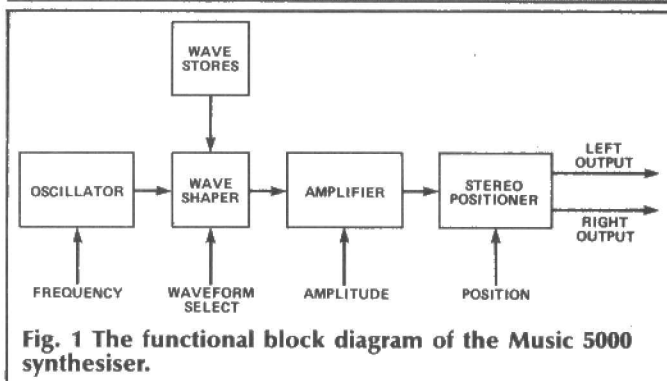 WAVE
STORES
OSCILLATOR
WAVE
SHAPER
AMPLIFIER
STEREO
POSITIONER
LEFT
OUTPUT
RIGHT
OUTPUT
FREQUENCY
WAVEFORM
SELECT
AMPLITUDE
POSITION
Fig. 1 The functional block diagram of the Music 5000
synthesiser.